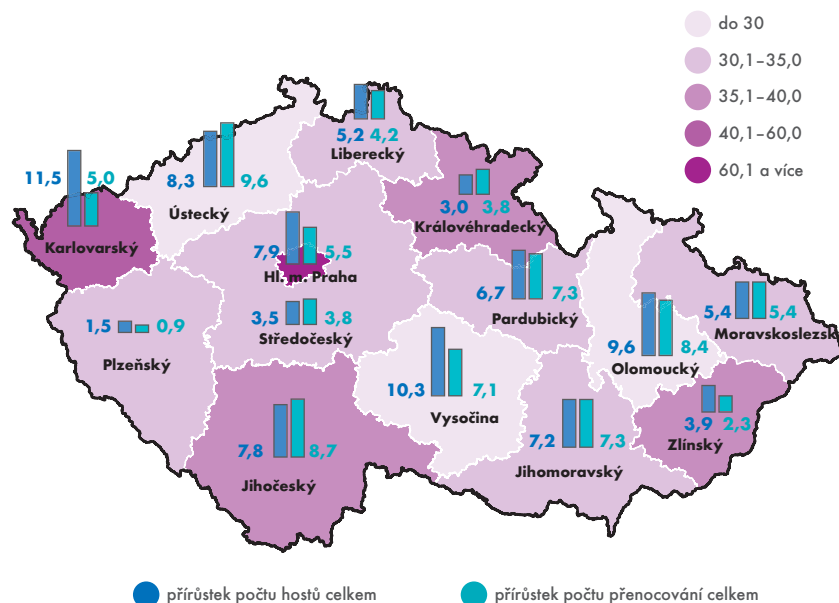 do 30
30,1–35,0
35,1–40,0
40,1–60,0
60,1 a více
5,2 4,2
Liberecký
11,5 5,0
Karlovarský
8,3 9,6
Ústecký
3,0 3,8
Královéhradecký
7,9 5,5
Hl. m. Praha
3,5 3,8
Středočeský
6,7 7,3
Pardubický
5,4 5,4
Moravskoslezsk
1,5 0,9
Plzeňský
9,6 8,4
Olomoucký
10,3 7,1
Vysočina
3,9 2,3
Zlínský
7,8 8,7
Jihočeský
7,2 7,3
Jihomoravský
přírůstek počtu hostů celkem
přírůstek počtu přenocování celkem